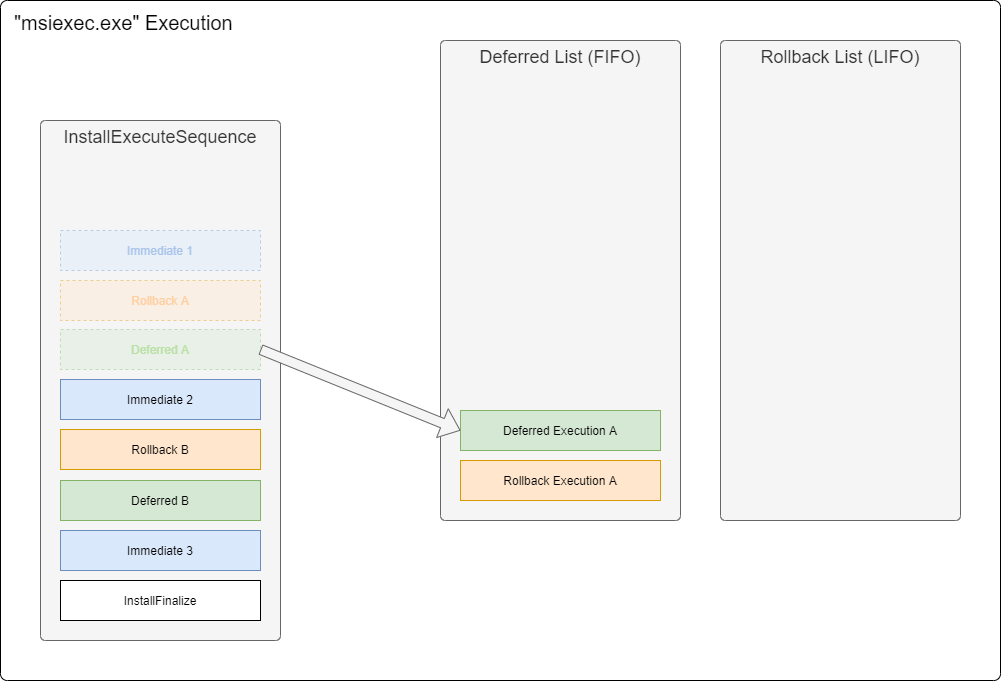 "msiexec.exe" Execution
InstallExecuteSequence
Immediate 1
Rollback A
Deferred A
Immediate 2
Rollback B
Deferred B
Immediate 3
InstallFinalize
Deferred List (FIFO)
Deferred Execution A
Rollback Execution A
Rollback List (LIFO)